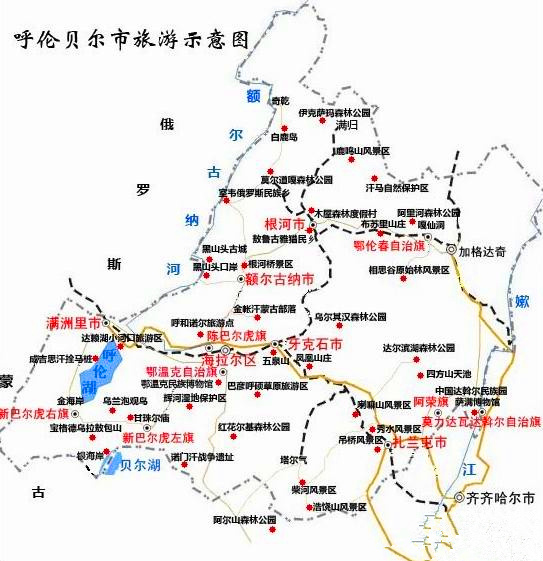 呼伦贝尔市旅游示意图
额
尔
古
纳
河
俄
罗
斯
奇乾
伊克萨玛森林公园
满归
白鹿岛
鹿鸣山风景区
莫尔道嘎森林公园
汗马自然保护区
室韦俄罗斯民族乡
木屋森林度假村
阿里河森林公园
根河市
布苏里山庄
嘎仙洞
敖鲁古雅猎民乡
鄂伦春自治旗
加格达奇
黑山头古城
黑山头口岸
根河桥景区
相思谷原始林风景区
额尔古纳市
嫩
江
金帐汗蒙古部落
满洲里市
呼和诺尔旅游点
乌尔其汉森林公园
达赉湖小河口旅游区
陈巴尔虎旗
牙克石市
海拉尔区
五泉山
凤凰山庄
达尔滨湖森林公园
成吉思汗拴马桩
呼
伦
湖
鄂温克自治旗
四方山天池
鄂温克民族博物馆
巴彦呼硕草原旅游区
中国达斡尔民族园
蒙
古
金海岸
乌兰泡观鸟
辉河湿地保护区
阿荣旗
萨满博物馆
新巴尔虎右旗
甘珠尔庙
喇嘛山风景区
莫力达瓦达斡尔自治旗
宝格德乌拉敖包山
新巴尔虎左旗
红花尔基森林公园
秀水风景区
吊桥风景区
扎兰屯市
银海岸
贝尔湖
诺门汗战争遗址
塔尔气
柴河风景区
齐齐哈尔市
浩饶山风景区
阿尔山森林公园